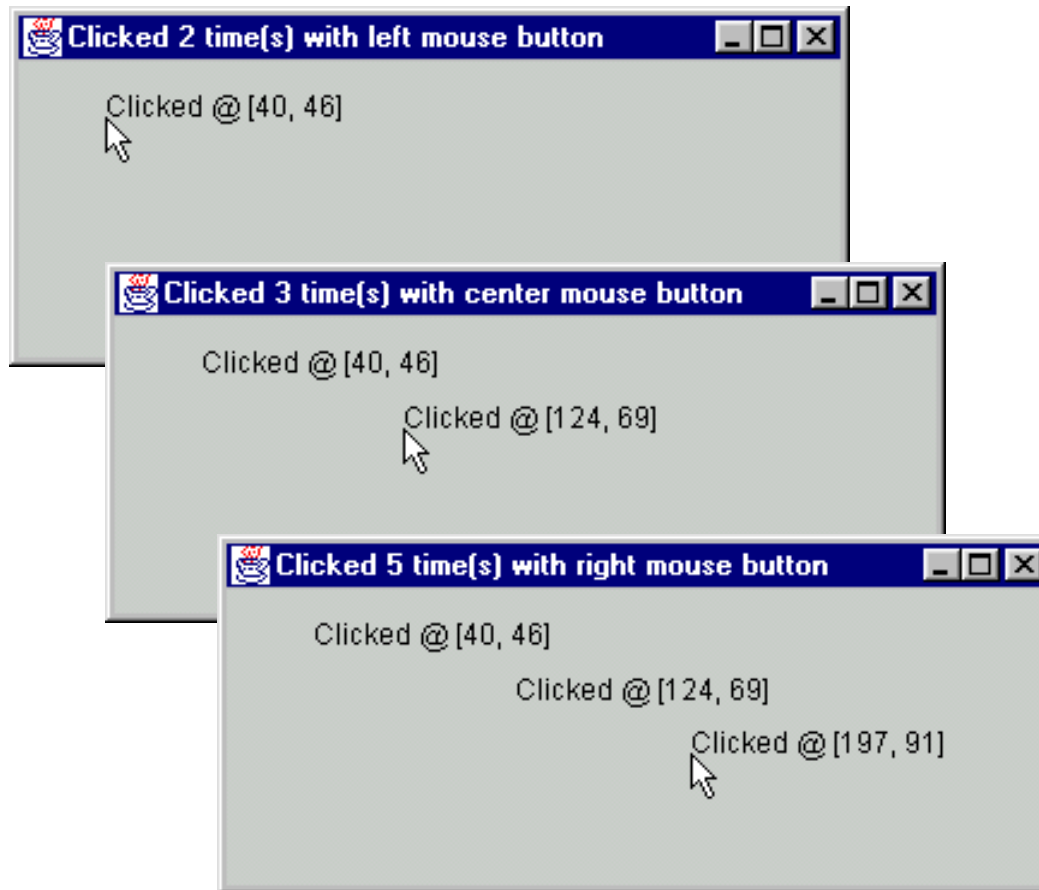 Clicked 2 time(s) with left mouse button
Clicked @ [40, 46]
Clicked 3 time(s) with center mouse button
Clicked @ [40, 46]
Clicked @ [124, 69]
Clicked 5 time(s) with right mouse button
Clicked @ [40, 46]
Clicked @ [124, 69]
Clicked @ [197, 91]